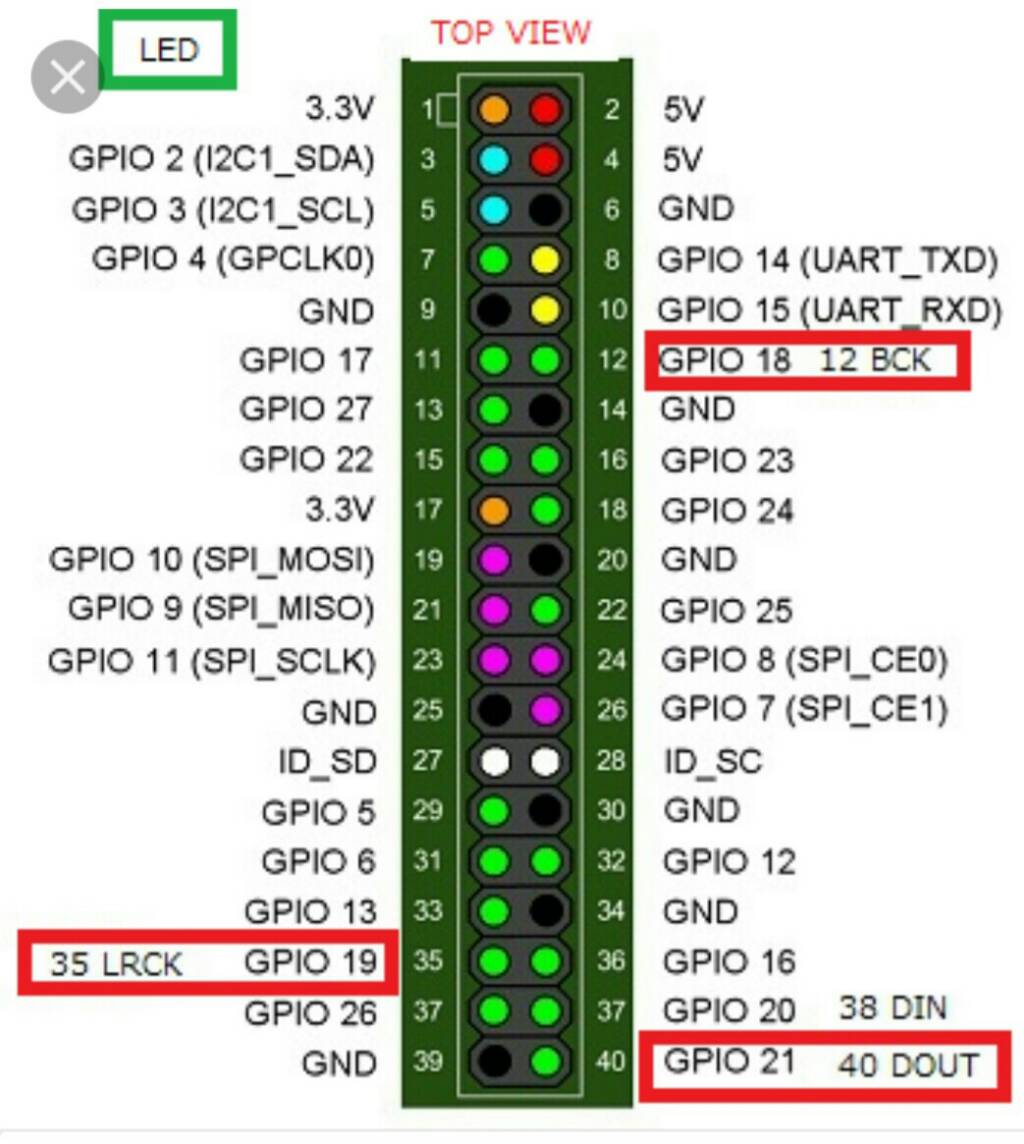 LED
TOP VIEW
3.3V 1 2 5V
GPIO 2 (I2C1_SDA) 3 4 5V
GPIO 3 (I2C1_SCL) 5 6 GND
GPIO 4 (GPCLK0) 7 8 GPIO 14 (UART_TXD)
GND 9 10 GPIO 15 (UART_RXD)
GPIO 17 11 12 GPIO 18 12 BCK
GPIO 27 13 14 GND
GPIO 22 15 16 GPIO 23
3.3V 17 18 GPIO 24
GPIO 10 (SPI_MOSI) 19 20 GND
GPIO 9 (SPI_MISO) 21 22 GPIO 25
GPIO 11 (SPI_SCLK) 23 24 GPIO 8 (SPI_CE0)
GND 25 26 GPIO 7 (SPI_CE1)
ID_SD 27 28 ID_SC
GPIO 5 29 30 GND
GPIO 6 31 32 GPIO 12
GPIO 13 33 34 GND
35 LRCK GPIO 19 35 36 GPIO 16
GPIO 26 37 37 GPIO 20 38 DIN
GND 39 40 GPIO 21 40 DOUT